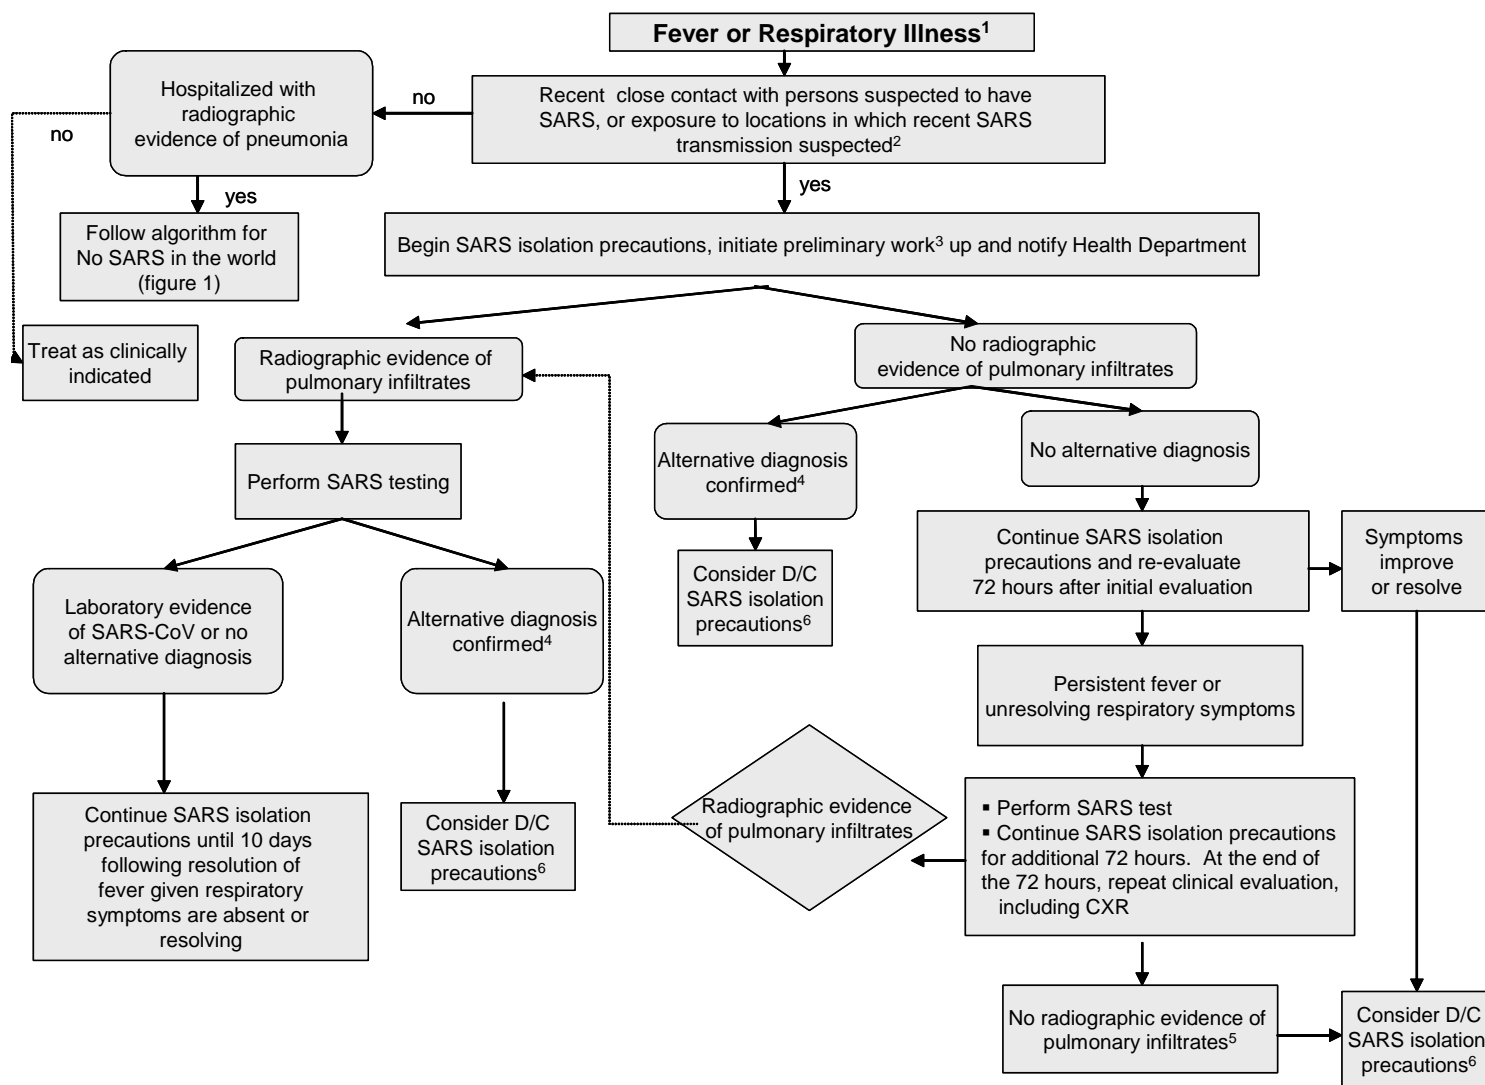 Fever or Respiratory Illness¹
Recent close contact with persons suspected to have
SARS, or exposure to locations in which recent SARS
transmission suspected²
no
Hospitalized with
radiographic
evidence of pneumonia
no
yes
Follow algorithm for
No SARS in the world
(figure 1)
Treat as clinically
indicated
yes
Begin SARS isolation precautions, initiate preliminary work³ up and notify Health Department
Radiographic evidence of
pulmonary infiltrates
No radiographic
evidence of pulmonary infiltrates
Perform SARS testing
Alternative diagnosis
confirmed⁴
No alternative diagnosis
Consider D/C
SARS isolation
precautions⁶
Continue SARS isolation
precautions and re-evaluate
72 hours after initial evaluation
Symptoms
improve
or resolve
Laboratory evidence
of SARS-CoV or no
alternative diagnosis
Alternative diagnosis
confirmed⁴
Persistent fever or
unresolving respiratory symptoms
Continue SARS isolation
precautions until 10 days
following resolution of
fever given respiratory
symptoms are absent or
resolving
Consider D/C
SARS isolation
precautions⁶
Radiographic evidence
of pulmonary infiltrates
▪ Perform SARS test
▪ Continue SARS isolation precautions
for additional 72 hours. At the end of
the 72 hours, repeat clinical evaluation,
including CXR
No radiographic evidence of
pulmonary infiltrates⁵
Consider D/C
SARS isolation
precautions⁶